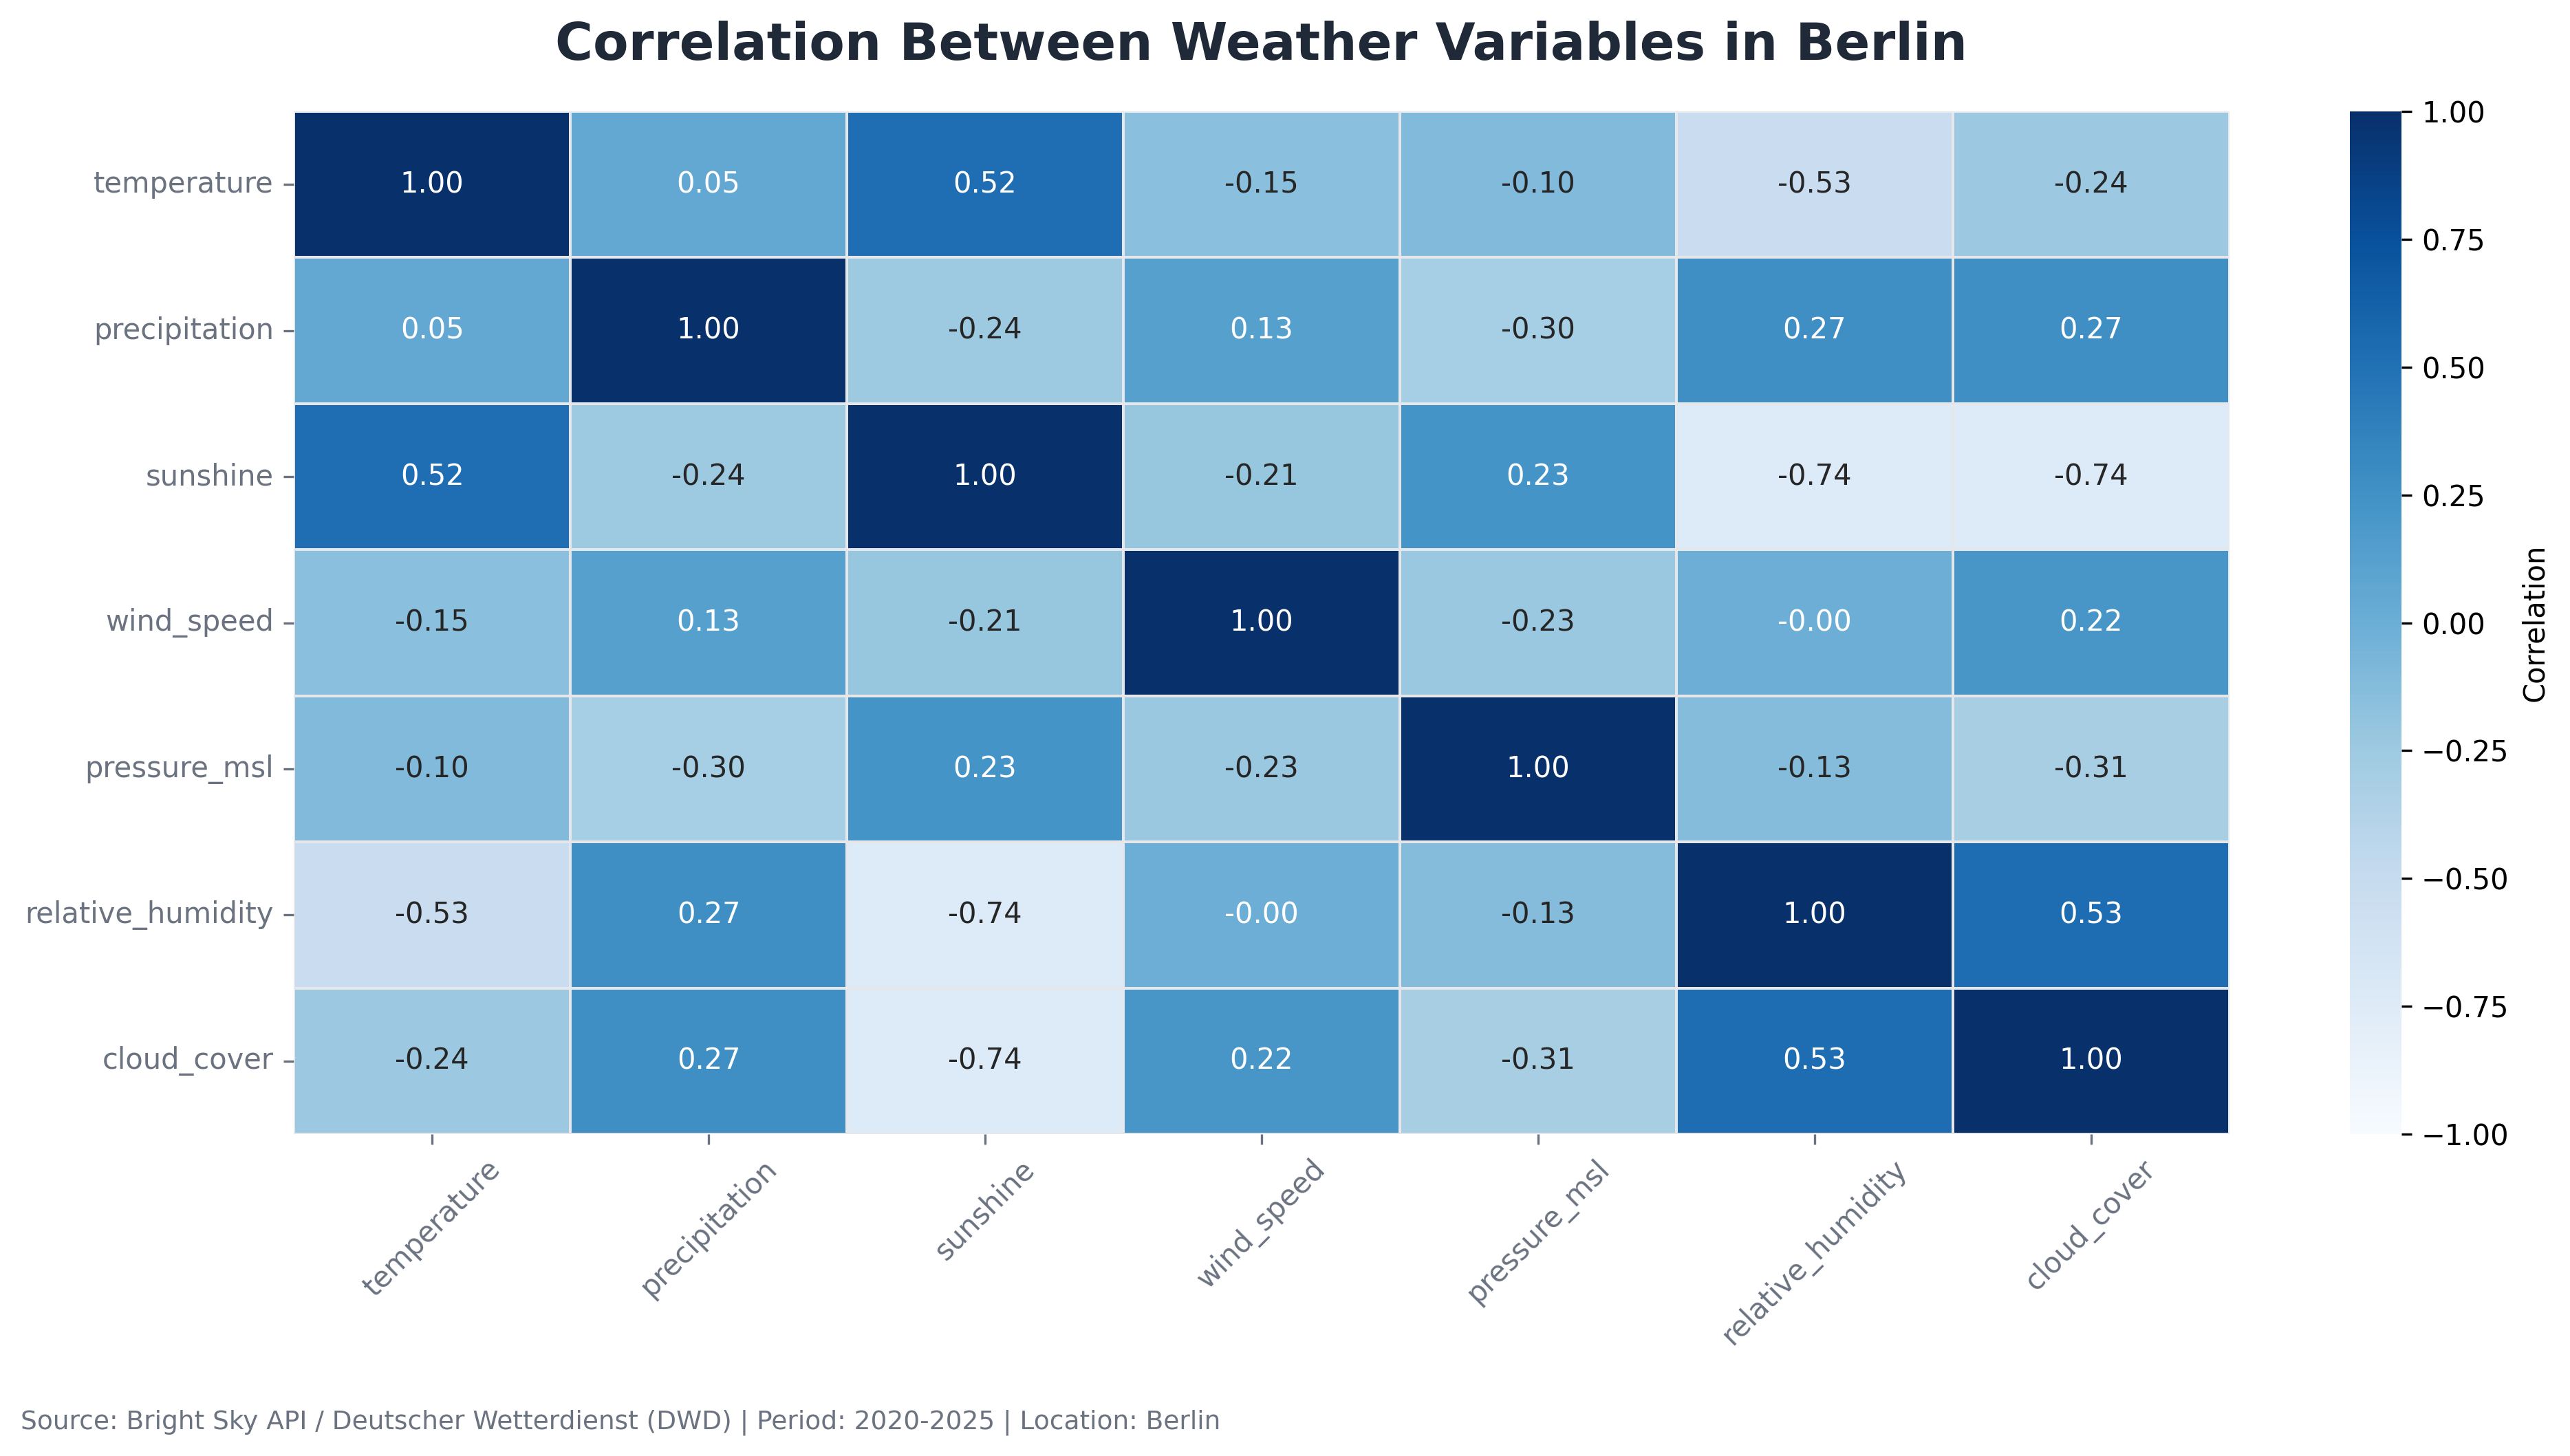 Correlation Between Weather Variables in Berlin
temperature 1.00 0.05 0.52 -0.15 -0.10 -0.53 -0.24
precipitation 0.05 1.00 -0.24 0.13 -0.30 0.27 0.27
sunshine 0.52 -0.24 1.00 -0.21 0.23 -0.74 -0.74
wind_speed -0.15 0.13 -0.21 1.00 -0.23 -0.00 0.22
pressure_msl -0.10 -0.30 0.23 -0.23 1.00 -0.13 -0.31
relative_humidity -0.53 0.27 -0.74 -0.00 -0.13 1.00 0.53
cloud_cover -0.24 0.27 -0.74 0.22 -0.31 0.53 1.00
temperature precipitation sunshine wind_speed pressure_msl relative_humidity cloud_cover
1.00
0.75
0.50
0.25
0.00
−0.25
−0.50
−0.75
−1.00
Correlation
Source: Bright Sky API / Deutscher Wetterdienst (DWD) | Period: 2020-2025 | Location: Berlin